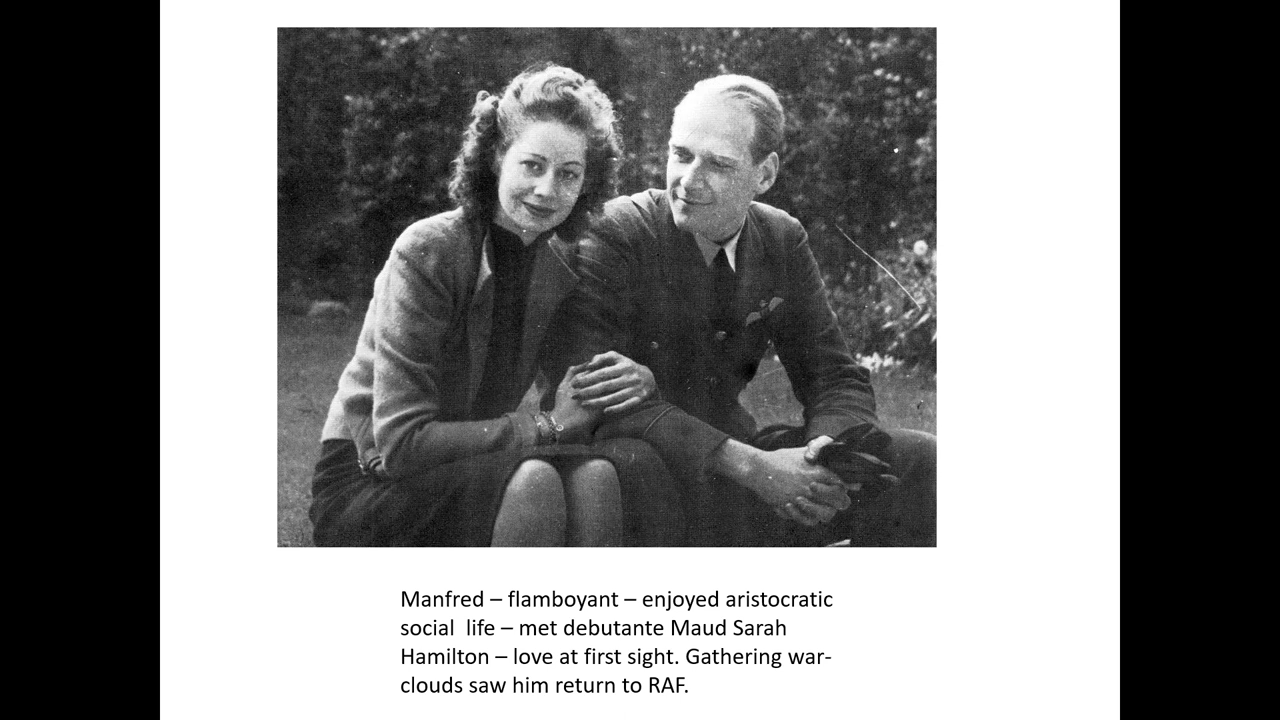 Manfred – flamboyant – enjoyed aristocratic
social  life – met debutante Maud Sarah
Hamilton – love at first sight. Gathering war-
clouds saw him return to RAF.